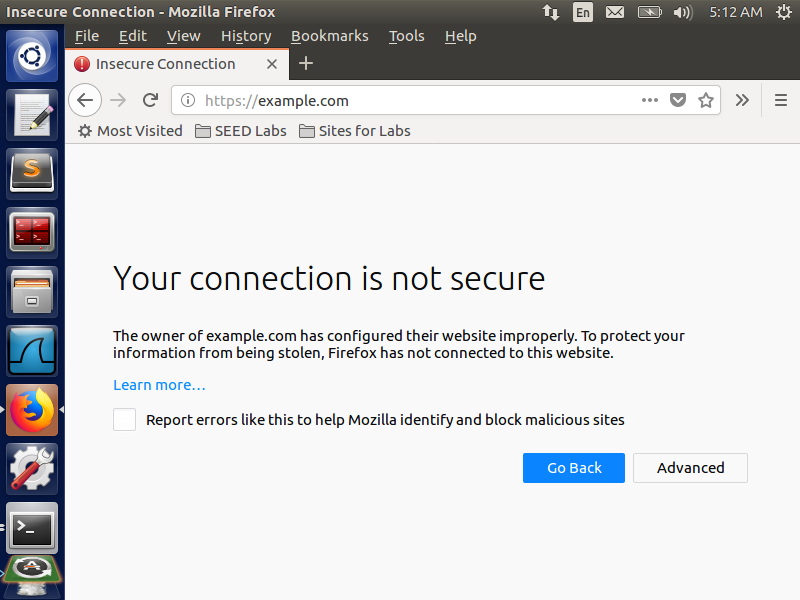 Insecure Connection - Mozilla Firefox
En
5:12 AM
File Edit View History Bookmarks Tools Help
Insecure Connection
https://example.com
Most Visited SEED Labs Sites for Labs
Your connection is not secure
The owner of example.com has configured their website improperly. To protect your
information from being stolen, Firefox has not connected to this website.
Learn more…
Report errors like this to help Mozilla identify and block malicious sites
Go Back Advanced